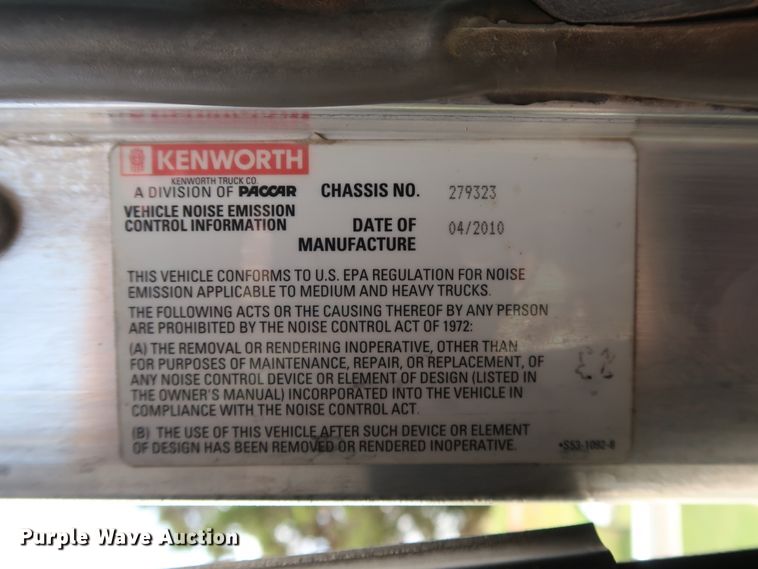 KENWORTH
KENWORTH TRUCK CO.
A DIVISION OF PACCAR
CHASSIS NO. 279323
VEHICLE NOISE EMISSION
CONTROL INFORMATION
DATE OF
MANUFACTURE
04/2010
THIS VEHICLE CONFORMS TO U.S. EPA REGULATION FOR NOISE
EMISSION APPLICABLE TO MEDIUM AND HEAVY TRUCKS.
THE FOLLOWING ACTS OR THE CAUSING THEREOF BY ANY PERSON
ARE PROHIBITED BY THE NOISE CONTROL ACT OF 1972:
(A) THE REMOVAL OR RENDERING INOPERATIVE, OTHER THAN
FOR PURPOSES OF MAINTENANCE, REPAIR, OR REPLACEMENT, OF
ANY NOISE CONTROL DEVICE OR ELEMENT OF DESIGN (LISTED IN
THE OWNER'S MANUAL) INCORPORATED INTO THE VEHICLE IN
COMPLIANCE WITH THE NOISE CONTROL ACT.
(B) THE USE OF THIS VEHICLE AFTER SUCH DEVICE OR ELEMENT
OF DESIGN HAS BEEN REMOVED OR RENDERED INOPERATIVE.
*S53-1092-8
Purple Wave Auction